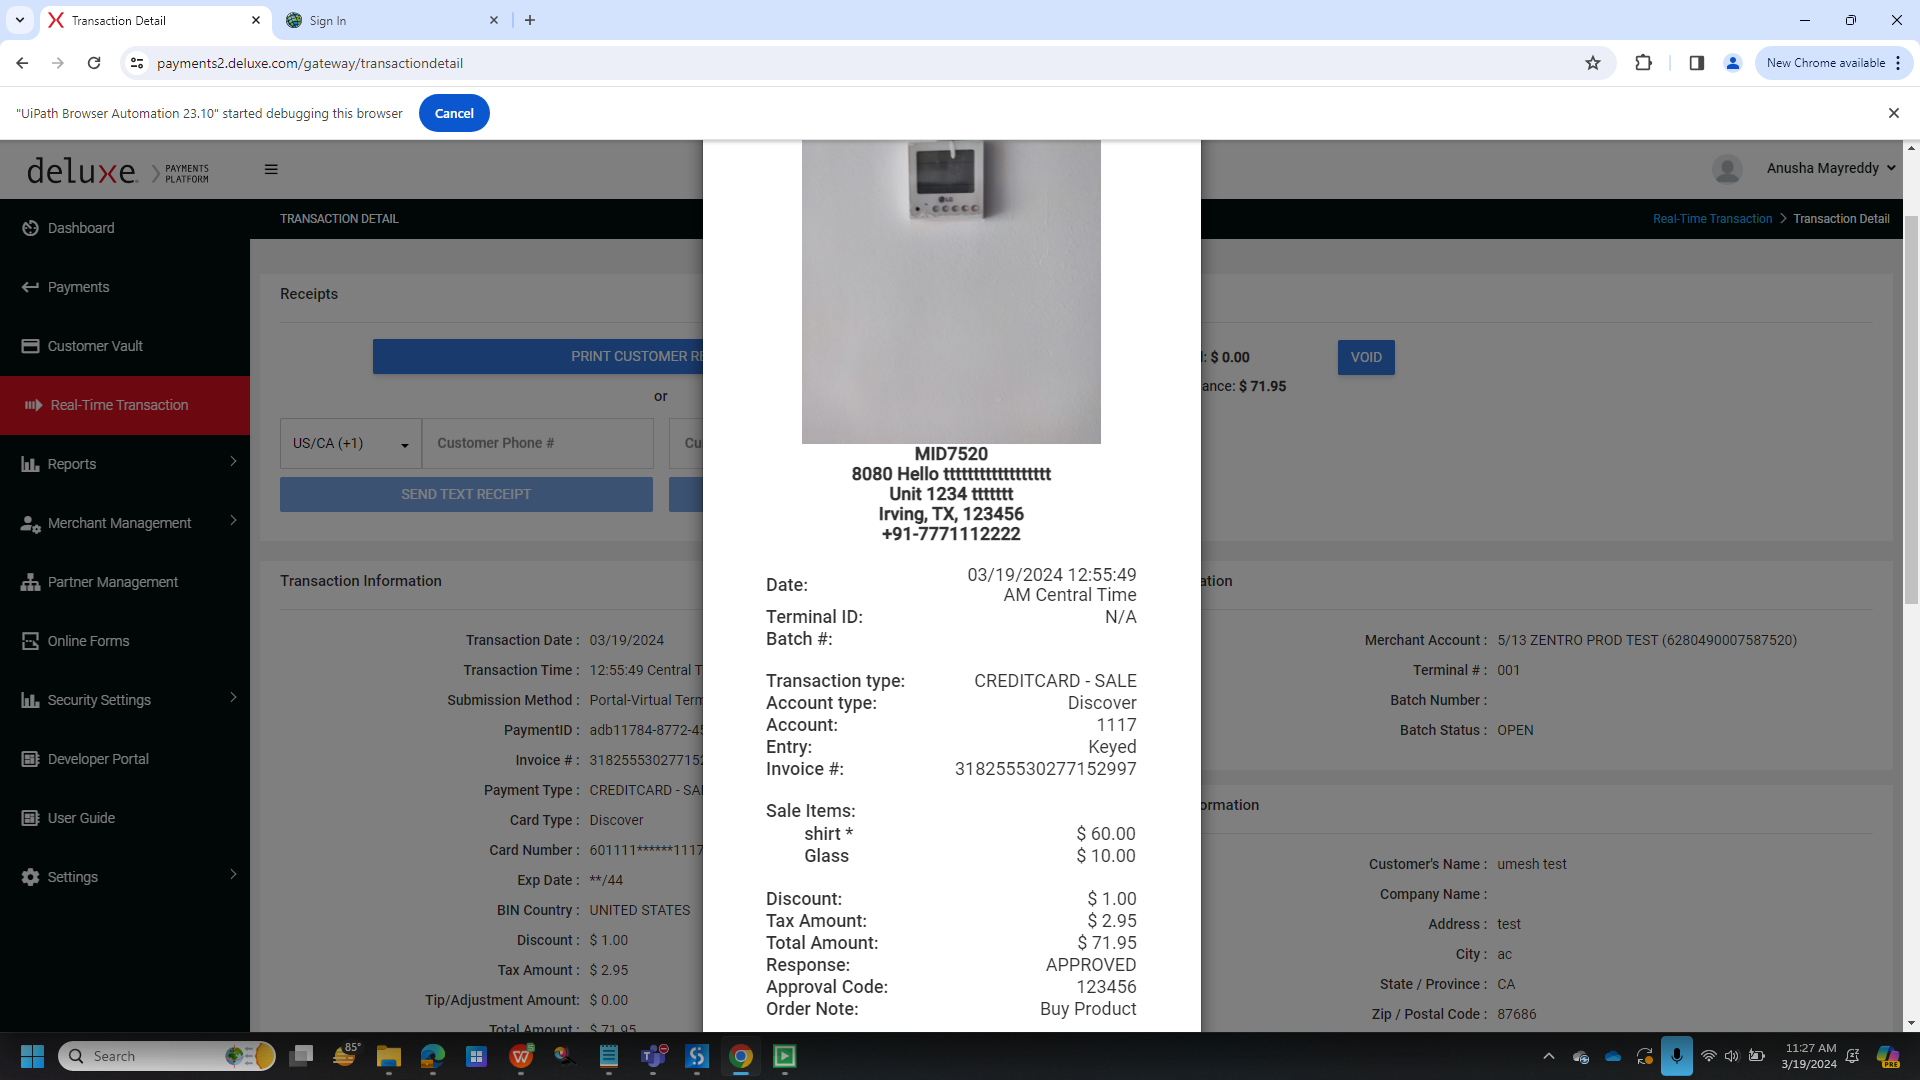 Transaction Detail
Sign In
payments2.deluxe.com/gateway/transactiondetail
New Chrome available
"UiPath Browser Automation 23.10" started debugging this browser
Cancel
deluxe. PAYMENTS PLATFORM
Anusha Mayreddy
TRANSACTION DETAIL
Real-Time Transaction > Transaction Detail
Dashboard
Payments
Customer Vault
Real-Time Transaction
Reports
Merchant Management
Partner Management
Online Forms
Security Settings
Developer Portal
User Guide
Settings
Receipts
PRINT CUSTOMER RE
or
US/CA (+1)
Customer Phone #
Cu
SEND TEXT RECEIPT
: $ 0.00
VOID
ance: $ 71.95
Transaction Information
Transaction Date : 03/19/2024
Transaction Time : 12:55:49 Central T
Submission Method : Portal-Virtual Term
PaymentID : adb11784-8772-45
Invoice # : 31825553027715
Payment Type : CREDITCARD - SA
Card Type : Discover
Card Number : 601111******1117
Exp Date : **/44
BIN Country : UNITED STATES
Discount : $ 1.00
Tax Amount : $ 2.95
Tip/Adjustment Amount: $ 0.00
Total Amount : $ 71.95
LG
MID7520
8080 Hello tttttttttttttttttt
Unit 1234 ttttttt
Irving, TX, 123456
+91-7771112222
Date: 03/19/2024 12:55:49
AM Central Time
Terminal ID: N/A
Batch #:
Transaction type: CREDITCARD - SALE
Account type: Discover
Account: 1117
Entry: Keyed
Invoice #: 318255530277152997
Sale Items:
shirt * $ 60.00
Glass $ 10.00
Discount: $ 1.00
Tax Amount: $ 2.95
Total Amount: $ 71.95
Response: APPROVED
Approval Code: 123456
Order Note: Buy Product
ation
Merchant Account : 5/13 ZENTRO PROD TEST (6280490007587520)
Terminal # : 001
Batch Number :
Batch Status : OPEN
ormation
Customer's Name : umesh test
Company Name :
Address : test
City : ac
State / Province : CA
Zip / Postal Code : 87686
Search
85°
11:27 AM
3/19/2024
PRE